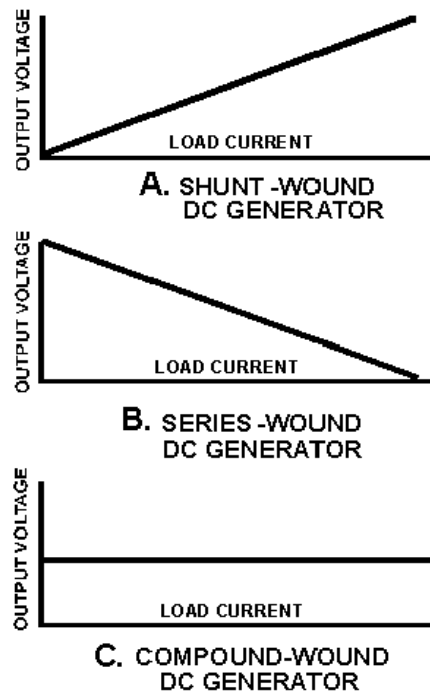 OUTPUT VOLTAGE
LOAD CURRENT
A. SHUNT -WOUND
DC GENERATOR
OUTPUT VOLTAGE
LOAD CURRENT
B. SERIES -WOUND
DC GENERATOR
OUTPUT VOLTAGE
LOAD CURRENT
C. COMPOUND-WOUND
DC GENERATOR